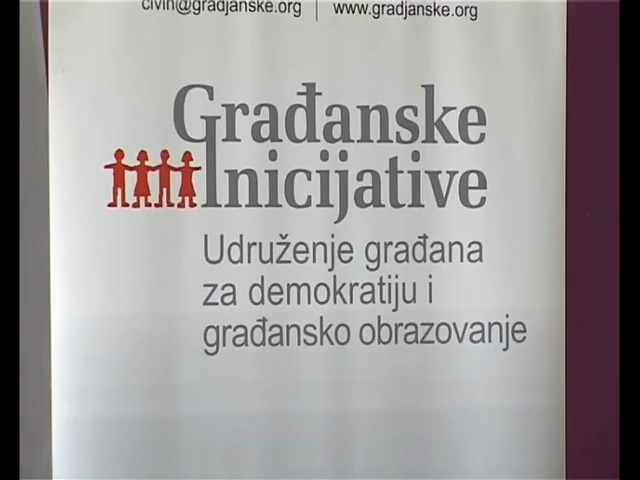 civin@gradjanske.org | www.gradjanske.org
Građanske
Inicijative
Udruženje građana
za demokratiju i
građansko obrazovanje